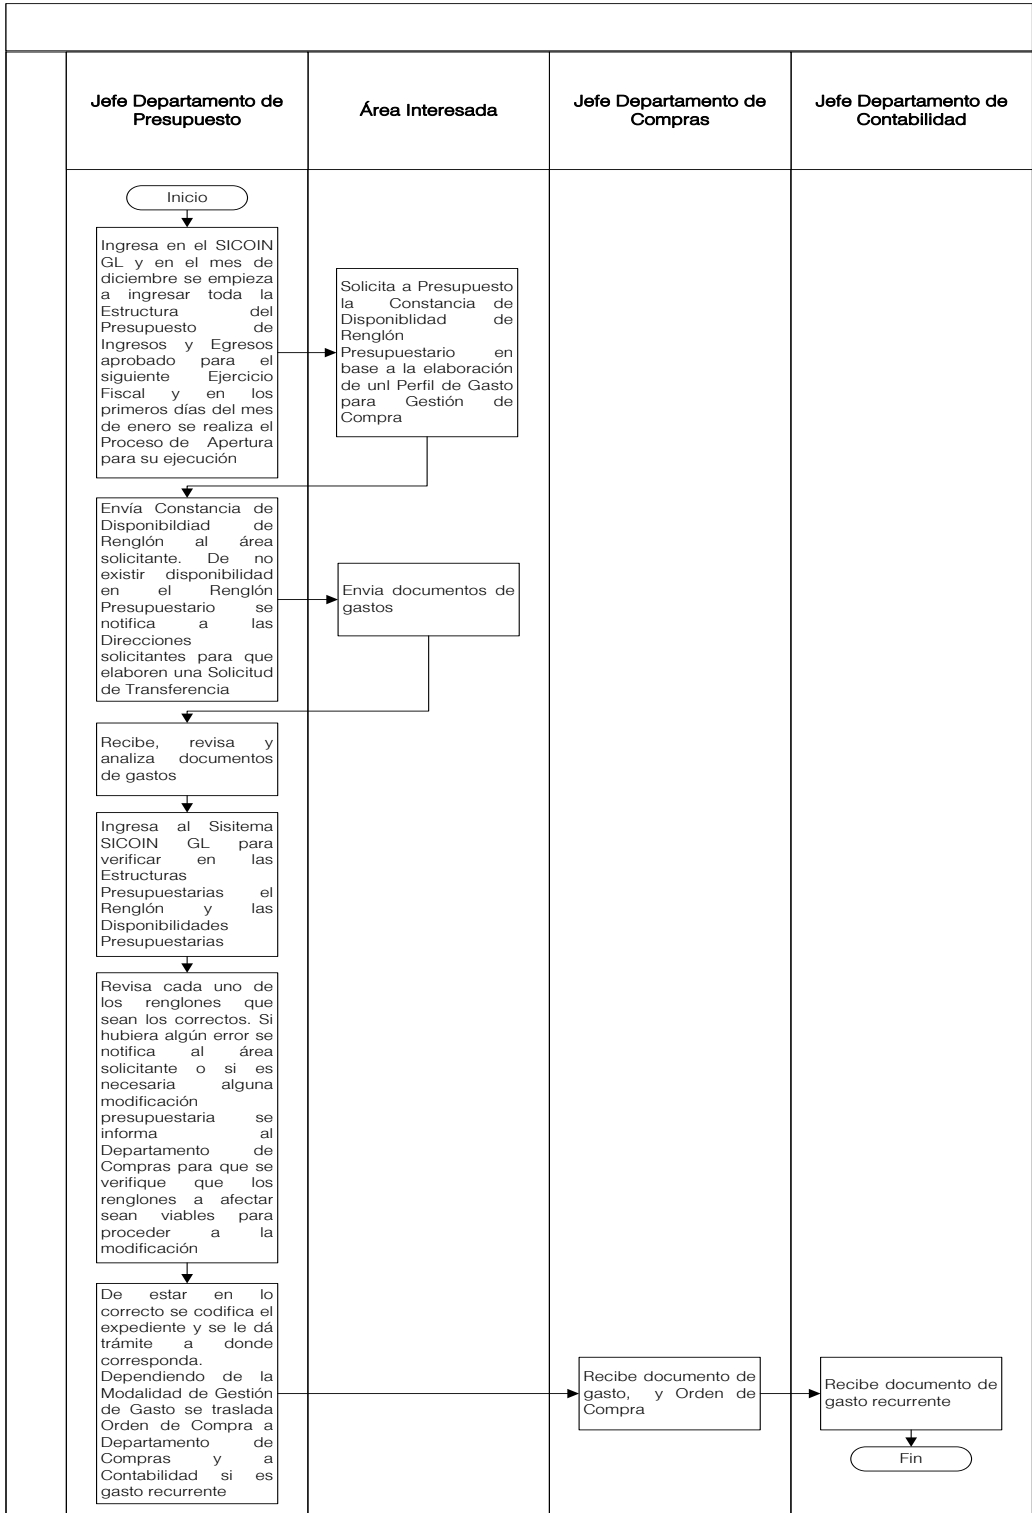 Jefe Departamento de
Presupuesto
Área Interesada
Jefe Departamento de
Compras
Jefe Departamento de
Contabilidad
Inicio
Ingresa en el SICOIN
GL y en el mes de
diciembre se empieza
a ingresar toda la
Estructura del
Presupuesto de
Ingresos y Egresos
aprobado para el
siguiente Ejercicio
Fiscal y en los
primeros días del mes
de enero se realiza el
Proceso de Apertura
para su ejecución
Solicita a Presupuesto
la Constancia de
Disponiblidad de
Renglón
Presupuestario en
base a la elaboración
de unl Perfil de Gasto
para Gestión de
Compra
Envía Constancia de
Disponibildiad de
Renglón al área
solicitante. De no
existir disponibilidad
en el Renglón
Presupuestario se
notifica a las
Direcciones
solicitantes para que
elaboren una Solicitud
de Transferencia
Envia documentos de
gastos
Recibe, revisa y
analiza documentos
de gastos
Ingresa al Sisitema
SICOIN GL para
verificar en las
Estructuras
Presupuestarias el
Renglón y las
Disponibilidades
Presupuestarias
Revisa cada uno de
los renglones que
sean los correctos. Si
hubiera algún error se
notifica al área
solicitante o si es
necesaria alguna
modificación
presupuestaria se
informa al
Departamento de
Compras para que se
verifique que los
renglones a afectar
sean viables para
proceder a la
modificación
De estar en lo
correcto se codifica el
expediente y se le dá
trámite a donde
corresponda.
Dependiendo de la
Modalidad de Gestión
de Gasto se traslada
Orden de Compra a
Departamento de
Compras y a
Contabilidad si es
gasto recurrente
Recibe documento de
gasto, y Orden de
Compra
Recibe documento de
gasto recurrente
Fin